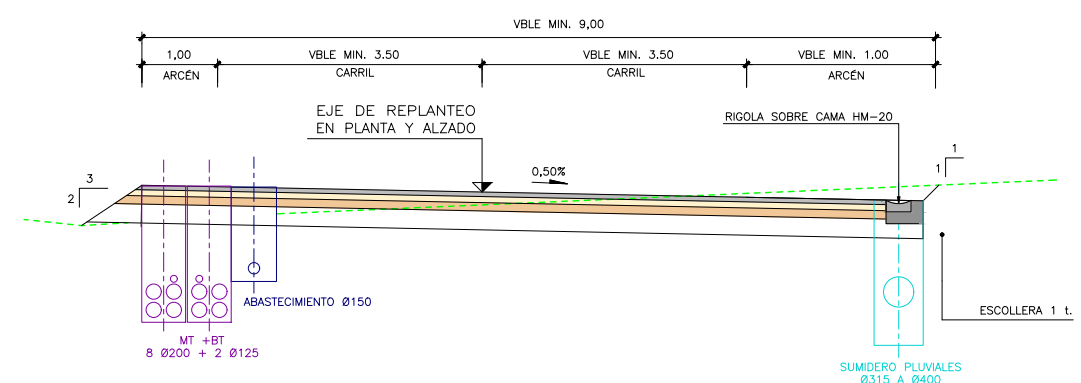 VBLE MIN. 9,00
1,00
VBLE MIN. 3.50
VBLE MIN. 3.50
VBLE MIN. 1.00
ARCÉN
CARRIL
CARRIL
ARCÉN
EJE DE REPLANTEO
EN PLANTA Y ALZADO
RIGOLA SOBRE CAMA HM-20
0,50%
3
2
1
1
ABASTECIMIENTO Ø150
ESCOLLERA 1 t.
MT +BT
8 Ø200 + 2 Ø125
SUMIDERO PLUVIALES
Ø315 A Ø400